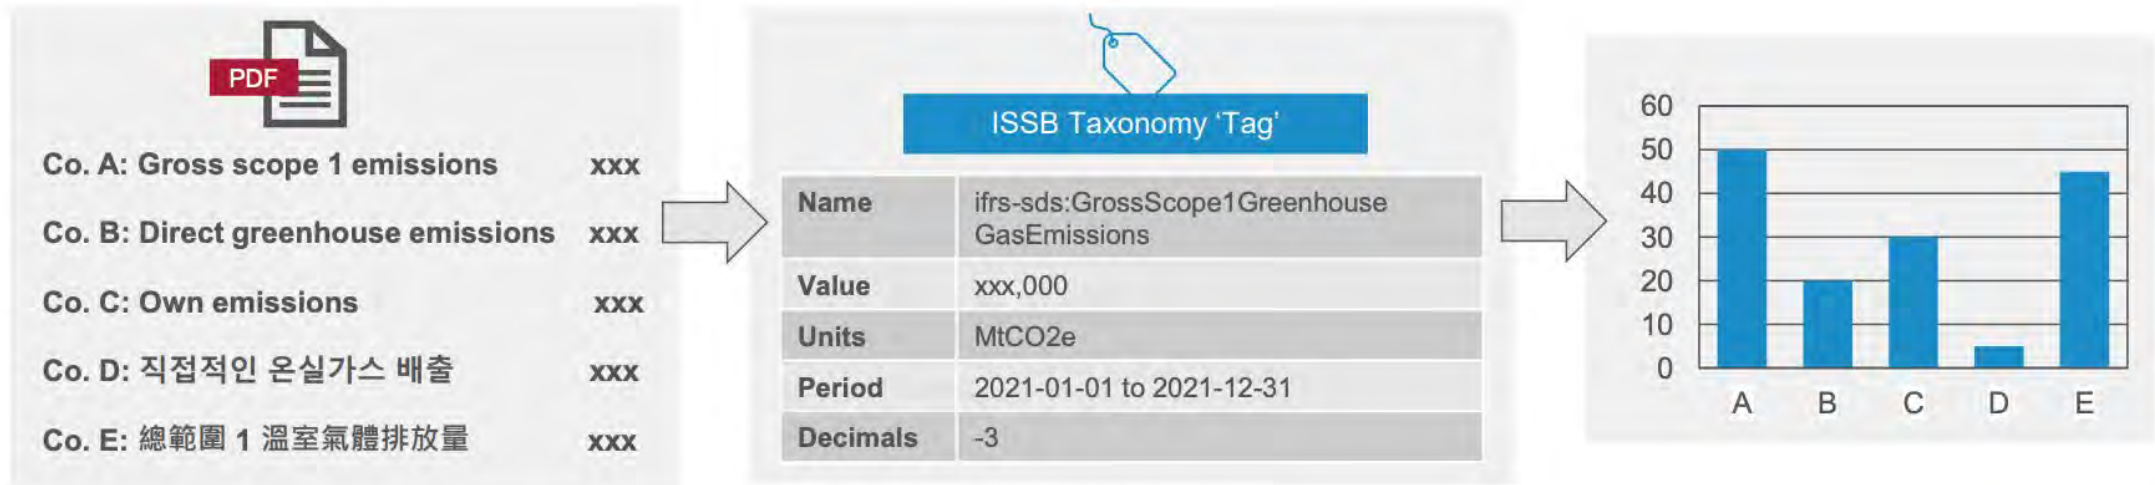 PDF
Co. A: Gross scope 1 emissions xxx
Co. B: Direct greenhouse emissions xxx
Co. C: Own emissions xxx
Co. D: 직접적인 온실가스 배출 xxx
Co. E: 總範圍 1 溫室氣體排放量 xxx
ISSB Taxonomy ‘Tag’
Name ifrs-sds:GrossScope1Greenhouse
GasEmissions
Value xxx,000
Units MtCO2e
Period 2021-01-01 to 2021-12-31
Decimals -3
60
50
40
30
20
10
0
A B C D E